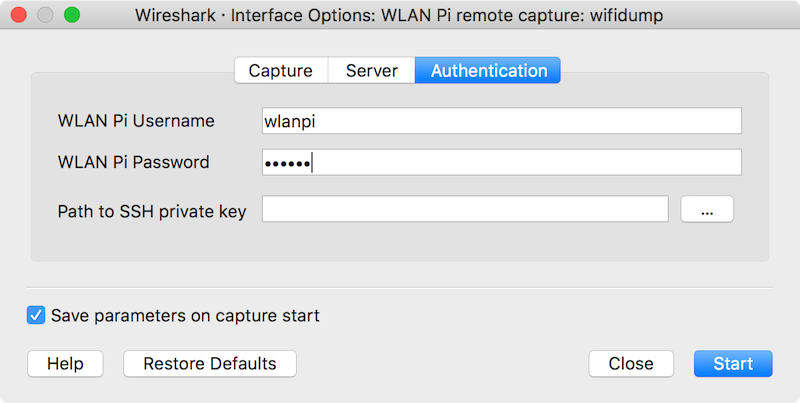 Wireshark · Interface Options: WLAN Pi remote capture: wifidump
Capture Server Authentication
WLAN Pi Username wlanpi
WLAN Pi Password ••••••
Path to SSH private key ...
Save parameters on capture start
Help Restore Defaults Close Start